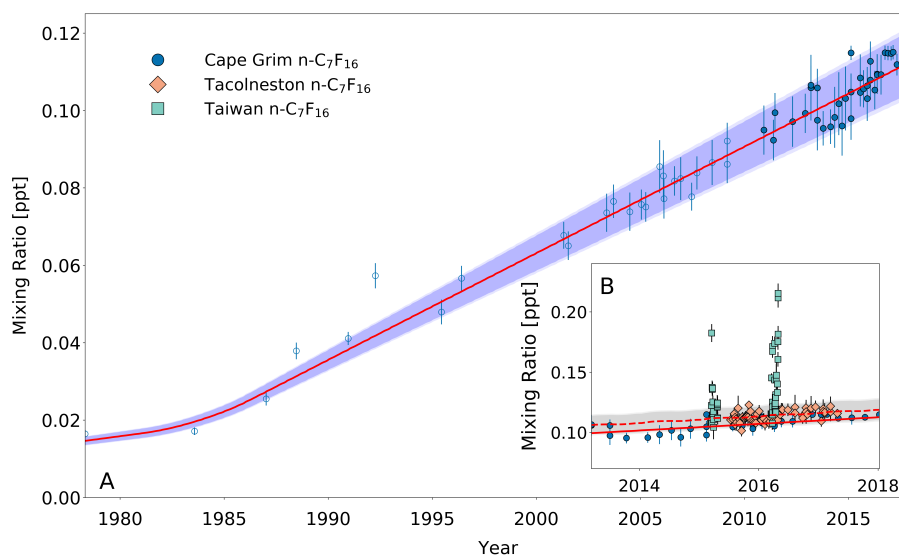 0.12
0.10
0.08
0.06
0.04
0.02
0.00
Mixing Ratio [ppt]
Cape Grim n-C₇F₁₆
Tacolneston n-C₇F₁₆
Taiwan n-C₇F₁₆
A
B
0.20
0.15
0.10
Mixing Ratio [ppt]
2014 2016 2018
1980 1985 1990 1995 2000 2005 2010 2015
Year